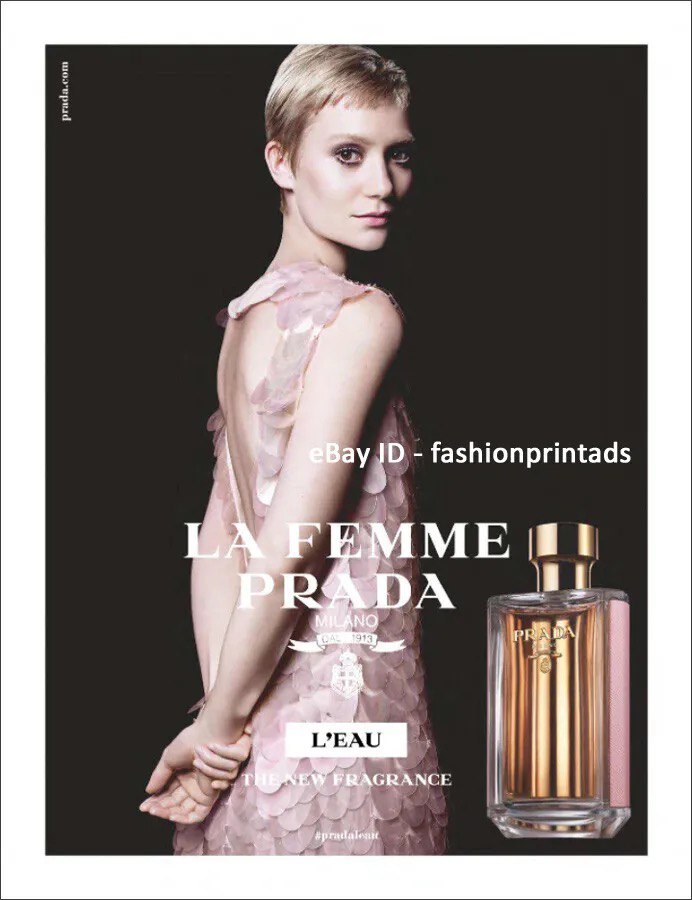 prada.com
eBay ID - fashionprintads
LA FEMME
PRADA
MILANO
DAL 1913
L'EAU
THE NEW FRAGRANCE
#pradaleau
PRADA